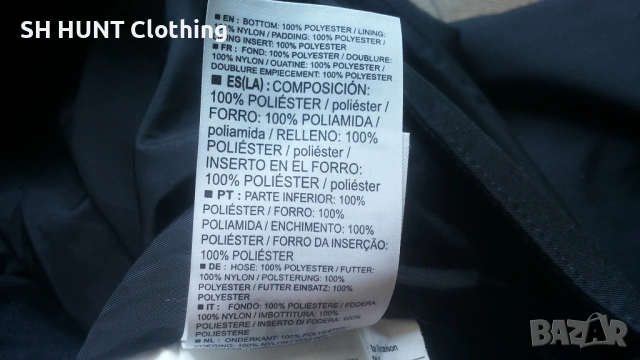 SH HUNT Clothing
■ EN : BOTTOM: 100% POLYESTER / LINING:
100% NYLON / PADDING: 100% POLYESTER /
LINING INSERT: 100% POLYESTER
■ FR : FOND: 100% POLYESTER / DOUBLURE:
100% NYLON / OUATINE: 100% POLYESTER /
DOUBLURE EMPIECEMENT: 100% POLYESTER
■ ES(LA) : COMPOSICIÓN:
100% POLIÉSTER / poliéster /
FORRO: 100% POLIAMIDA /
poliamida / RELLENO: 100%
POLIÉSTER / poliéster /
INSERTO EN EL FORRO:
100% POLIÉSTER / poliéster
■ PT : PARTE INFERIOR: 100%
POLIÉSTER / FORRO: 100%
POLIAMIDA / ENCHIMENTO: 100%
POLIÉSTER / FORRO DA INSERÇÃO:
100% POLIÉSTER
■ DE : HOSE: 100% POLYESTER / FUTTER:
100% NYLON / POLSTERUNG: 100%
POLYESTER / FUTTER EINSATZ: 100%
POLYESTER
■ IT : FONDO: 100% POLIESTERE / FODERA:
100% NYLON / IMBOTTITURA: 100%
POLIESTERE / INSERTO DI FODERA: 100%
POLIESTERE
■ NL : ONDERKANT: 100% POLYESTER /
BAZAR